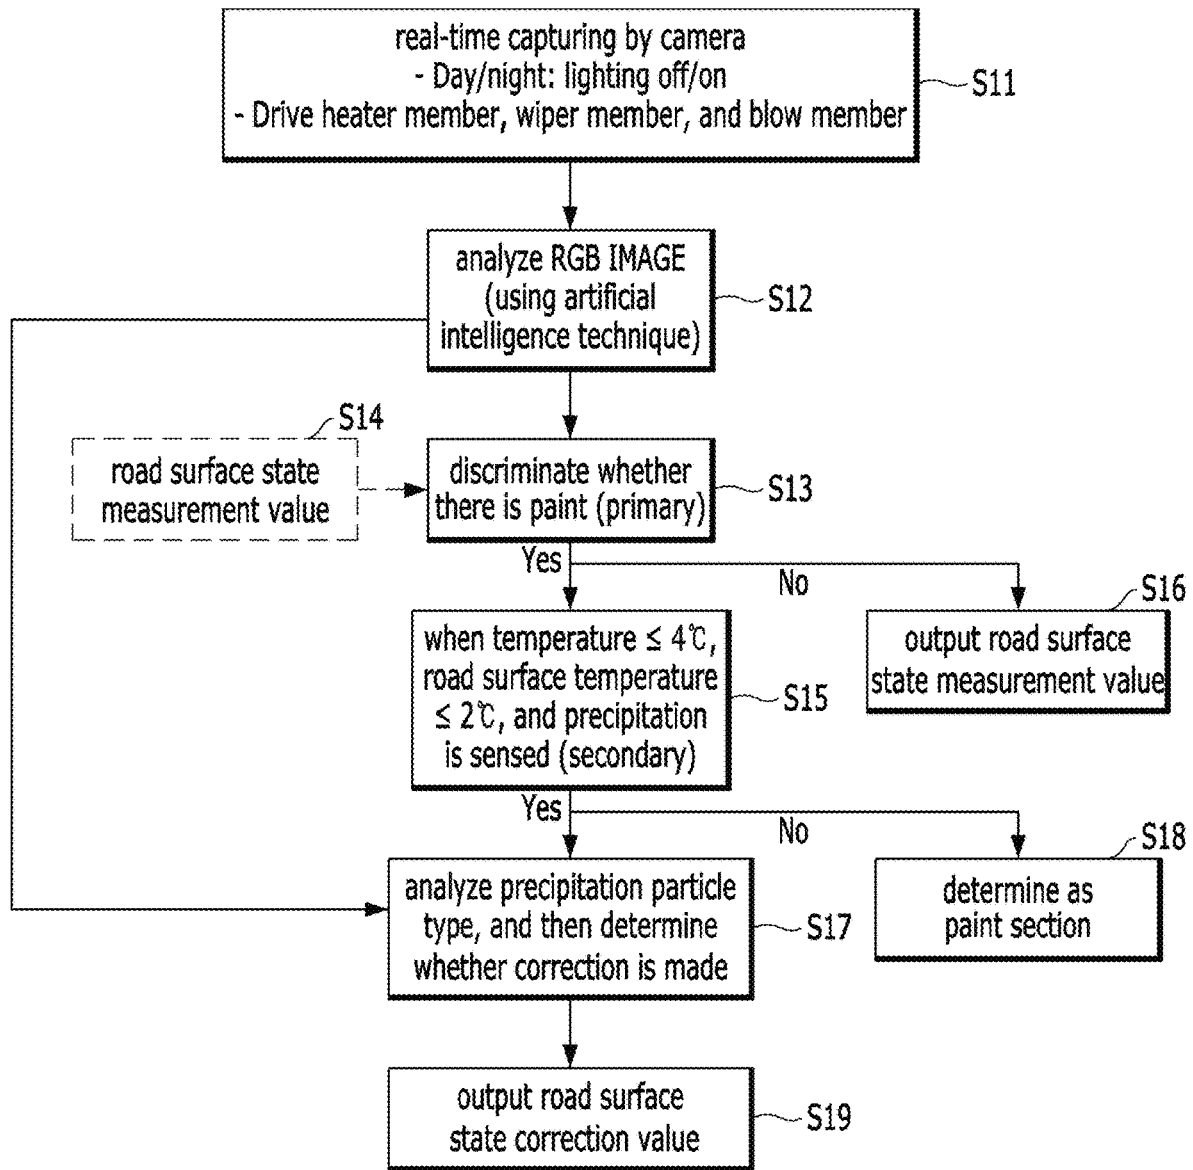 real-time capturing by camera
- Day/night: lighting off/on
- Drive heater member, wiper member, and blow member
S11
analyze RGB IMAGE
(using artificial
intelligence technique)
S12
S14
road surface state
measurement value
discriminate whether
there is paint (primary)
S13
Yes
No
S16
when temperature ≤ 4℃,
road surface temperature
≤ 2℃, and precipitation
is sensed (secondary)
S15
output road surface
state measurement value
Yes
No
S18
analyze precipitation particle
type, and then determine
whether correction is made
S17
determine as
paint section
output road surface
state correction value
S19